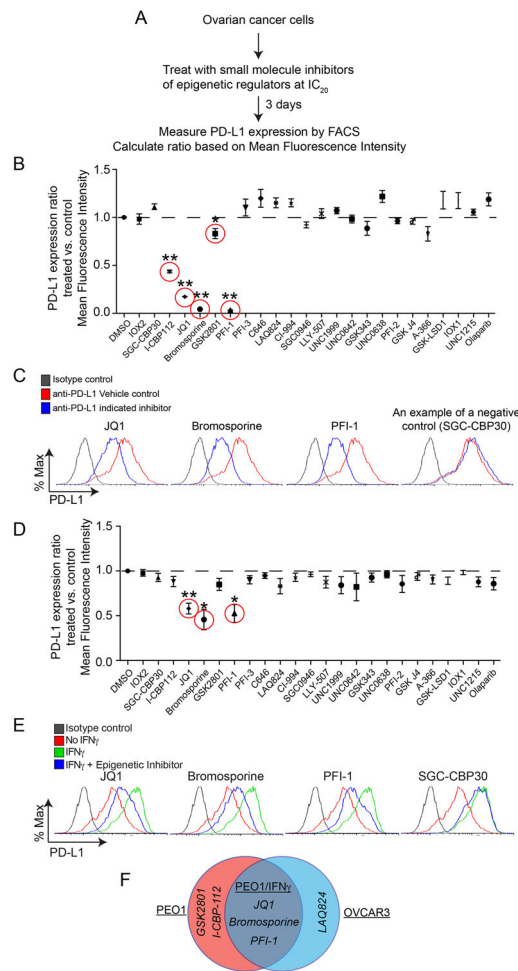 A
Ovarian cancer cells
Treat with small molecule inhibitors
of epigenetic regulators at IC20
3 days
Measure PD-L1 expression by FACS
Calculate ratio based on Mean Fluorescence Intensity
B
PD-L1 expression ratio
treated vs. control
Mean Fluorescence Intensity
1.5
1.0
0.5
0
**
**
**
*
**
DMSO
IOX2
SGC-CBP30
I-CBP112
JQ1
Bromosporine
GSK2801
PFI-1
PFI-3
C646
LAQ824
CI-994
SGC0946
LLY-507
UNC1999
UNC0642
GSK343
UNC0638
PFI-2
GSK J4
A-366
GSK-LSD1
IOX1
UNC1215
Olaparib
C
Isotype control
anti-PD-L1 Vehicle control
anti-PD-L1 indicated inhibitor
JQ1
Bromosporine
PFI-1
An example of a negative
control (SGC-CBP30)
% Max
PD-L1
D
PD-L1 expression ratio
treated vs. control
Mean Fluorescence Intensity
1.5
1.0
0.5
0.0
**
*
*
DMSO
IOX2
SGC-CBP30
I-CBP112
JQ1
Bromosporine
GSK2801
PFI-1
PFI-3
C646
LAQ824
CI-994
SGC0946
LLY-507
UNC1999
UNC0642
GSK343
UNC0638
PFI-2
GSK J4
A-366
GSK-LSD1
IOX1
UNC1215
Olaparib
E
Isotype control
No IFNγ
IFNγ
IFNγ + Epigenetic Inhibitor
JQ1
Bromosporine
PFI-1
SGC-CBP30
% Max
PD-L1
F
PEO1
GSK2801
I-CBP-112
PEO1/IFNγ
JQ1
Bromosporine
PFI-1
LAQ824
OVCAR3